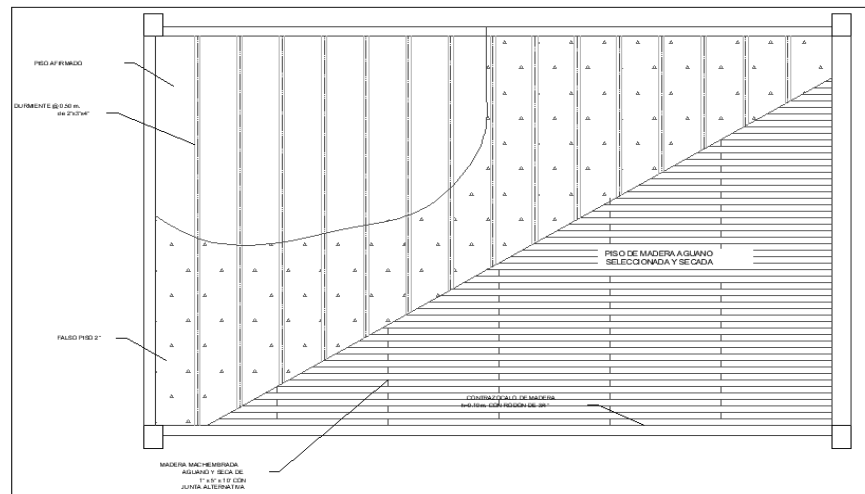 PISO AFIRMADO
DURMIENTE @ 0.50 m.
de 2"x3"x4"
PISO DE MADERA AGUANO
SELECCIONADA Y SECADA
FALSO PISO 2"
CONTRAZOCALO DE MADERA
h=0.10 m. CON RODON DE 3/4"
MADERA MACHIEMBRADA
AGUANO Y SECA DE
1" x 5" x 10' CON
JUNTA ALTERNATIVA